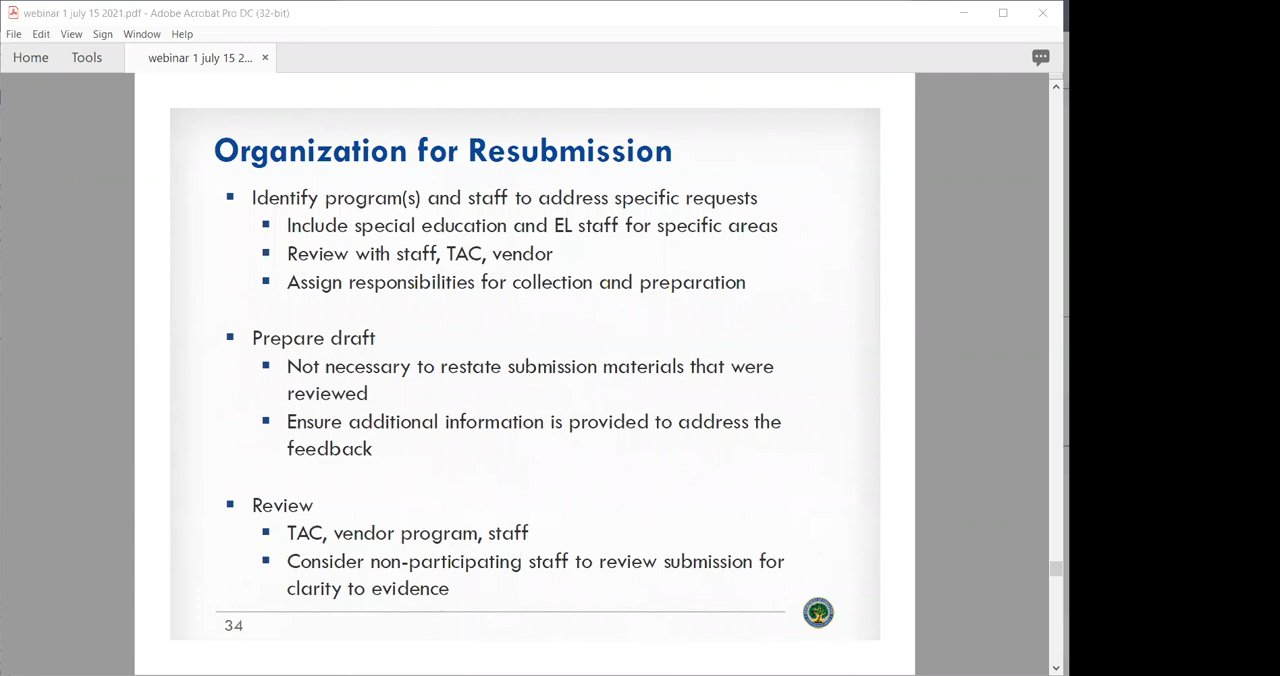 webinar 1 july 15 2021.pdf - Adobe Acrobat Pro DC (32-bit)
File Edit View Sign Window Help
Home Tools webinar 1 july 15 2... ×
Organization for Resubmission
▪ Identify program(s) and staff to address specific requests
▪ Include special education and EL staff for specific areas
▪ Review with staff, TAC, vendor
▪ Assign responsibilities for collection and preparation
▪ Prepare draft
▪ Not necessary to restate submission materials that were
reviewed
▪ Ensure additional information is provided to address the
feedback
▪ Review
▪ TAC, vendor program, staff
▪ Consider non-participating staff to review submission for
clarity to evidence
34